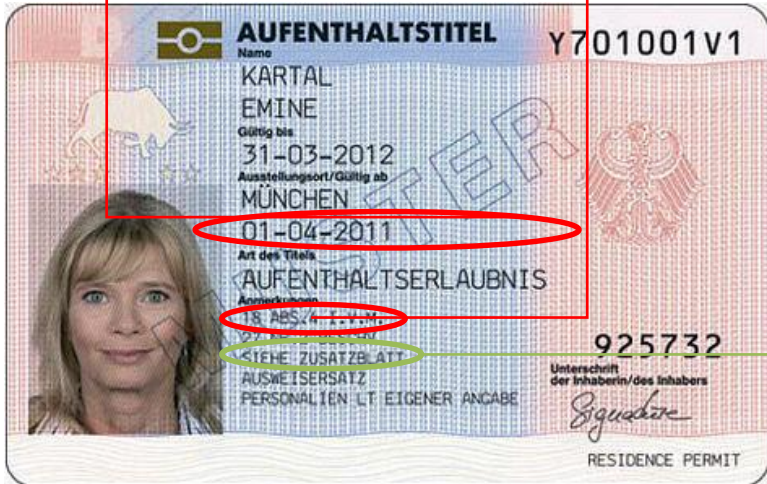 AUFENTHALTSTITEL
Y701001V1
Name
KARTAL
EMINE
Gültig bis
31-03-2012
Ausstellungsort/Gültig ab
MÜNCHEN
01-04-2011
Art des Titels
AUFENTHALTSERLAUBNIS
Anmerkungen
18 ABS.4 I.V.M.
SIEHE ZUSATZBLATT
AUSWEISERSATZ
PERSONALIEN LT EIGENER ANGABE
925732
Unterschrift
der Inhaberin/des Inhabers
Signature
RESIDENCE PERMIT
MUSTER